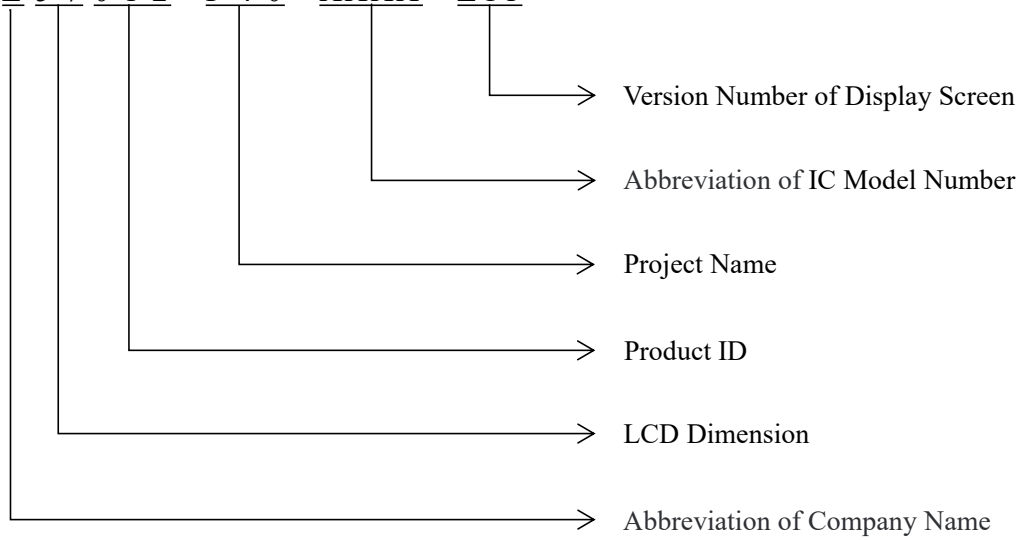 Version Number of Display Screen
Abbreviation of IC Model Number
Project Name
Product ID
LCD Dimension
Abbreviation of Company Name